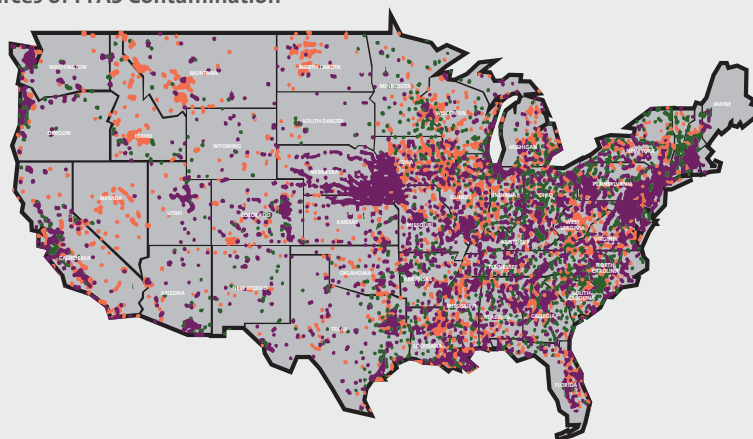 rces of PFAS Contamination
WASHINGTON
MONTANA
NORTH DAKOTA
MINNESOTA
MAINE
OREGON
IDAHO
SOUTH DAKOTA
WISCONSIN
WYOMING
MICHIGAN
NEW YORK
NEBRASKA
IOWA
PENNSYLVANIA
NEVADA
UTAH
COLORADO
KANSAS
MISSOURI
ILLINOIS
INDIANA
OHIO
WEST
VIRGINIA
VIRGINIA
KENTUCKY
CALIFORNIA
ARIZONA
NEW MEXICO
OKLAHOMA
ARKANSAS
TENNESSEE
NORTH
CAROLINA
SOUTH
CAROLINA
TEXAS
LOUISIANA
MISSISSIPPI
ALABAMA
GEORGIA
FLORIDA